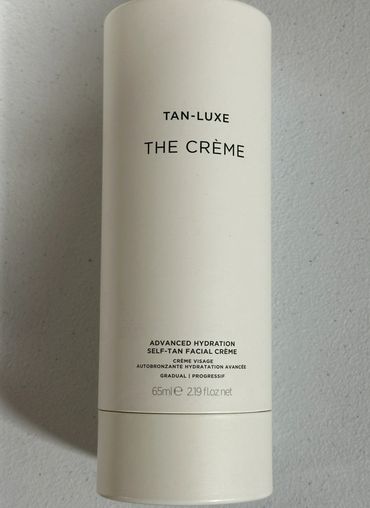 TAN-LUXE
THE CRÈME
ADVANCED HYDRATION
SELF-TAN FACIAL CRÈME
CRÈME VISAGE
AUTOBRONZANTE HYDRATATION AVANCÉE
GRADUAL | PROGRESSIF
65ml ℮ 2.19 fl.oz net